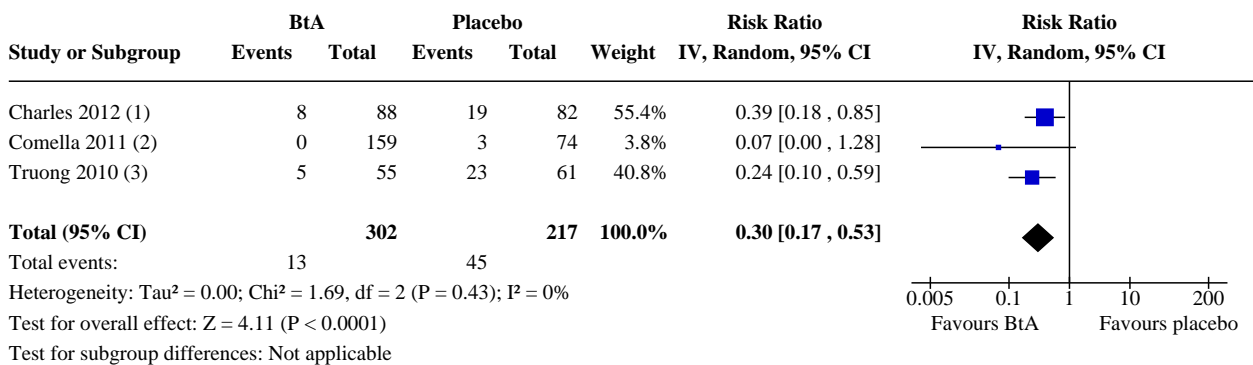 BtA Placebo Risk Ratio Risk Ratio
Study or Subgroup Events Total Events Total Weight IV, Random, 95% CI IV, Random, 95% CI
Charles 2012 (1) 8 88 19 82 55.4% 0.39 [0.18 , 0.85]
Comella 2011 (2) 0 159 3 74 3.8% 0.07 [0.00 , 1.28]
Truong 2010 (3) 5 55 23 61 40.8% 0.24 [0.10 , 0.59]
Total (95% CI) 302 217 100.0% 0.30 [0.17 , 0.53]
Total events: 13 45
Heterogeneity: Tau² = 0.00; Chi² = 1.69, df = 2 (P = 0.43); I² = 0%
0.005 0.1 1 10 200
Test for overall effect: Z = 4.11 (P < 0.0001)
Favours BtA Favours placebo
Test for subgroup differences: Not applicable